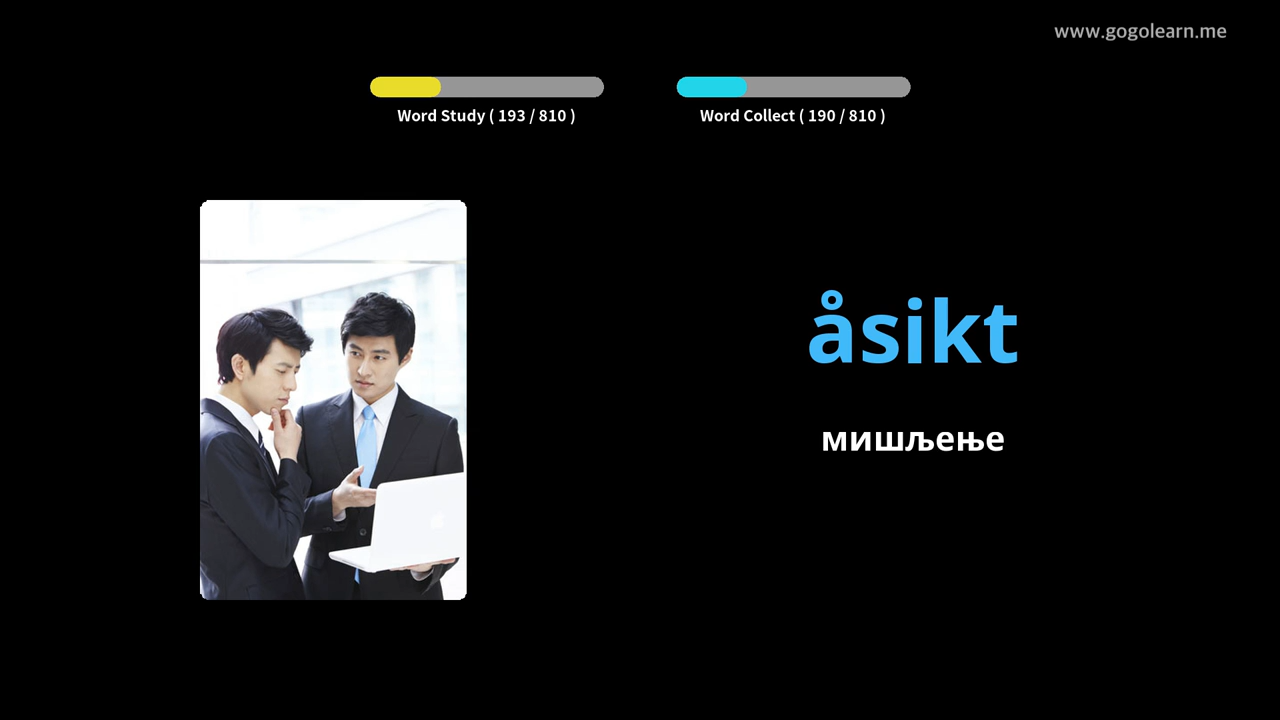 www.gogolearn.me
Word Study ( 193 / 810 )
Word Collect ( 190 / 810 )
åsikt
мишљење